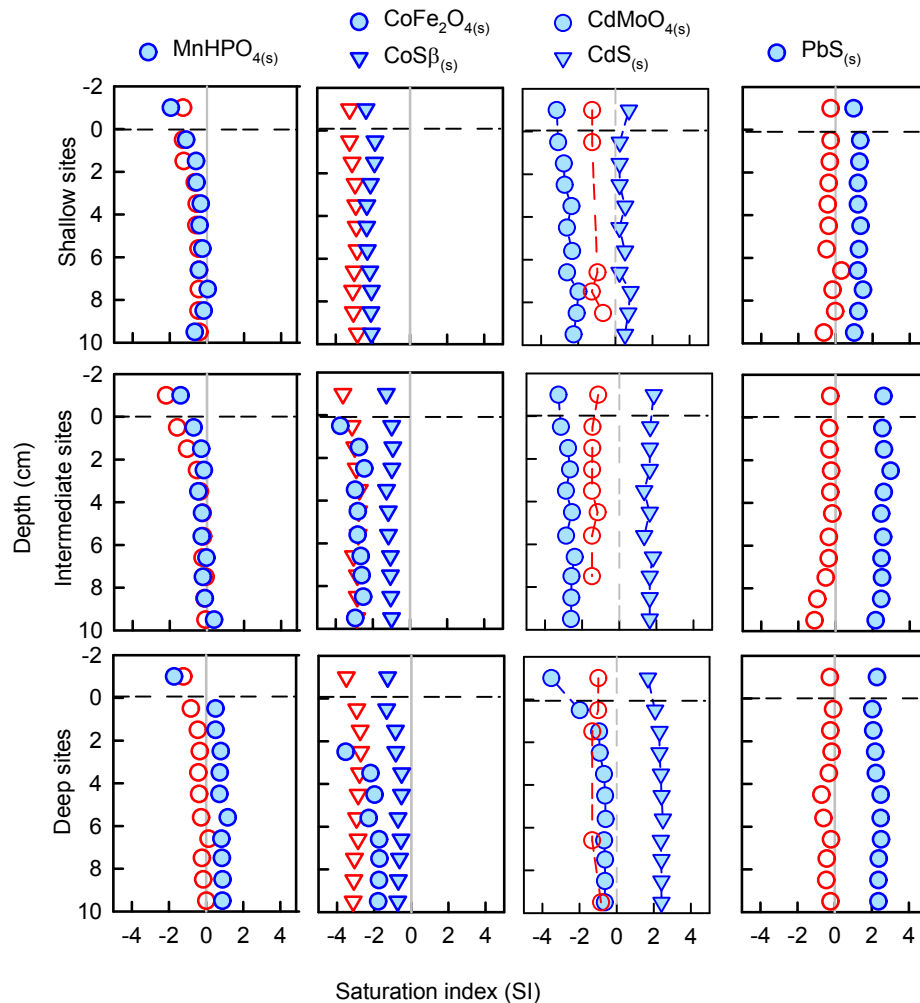 CoFe2O4(s) CdMoO4(s)
MnHPO4(s) PbS(s)
CoSβ(s) CdS(s)
-2
0
2
4
6
8
10
Shallow sites
-2
0
2
4
6
8
10
Depth (cm)
Intermediate sites
-2
0
2
4
6
8
10
Deep sites
-4 -2 0 2 4 -4 -2 0 2 4 -4 -2 0 2 4 -4 -2 0 2 4
Saturation index (SI)